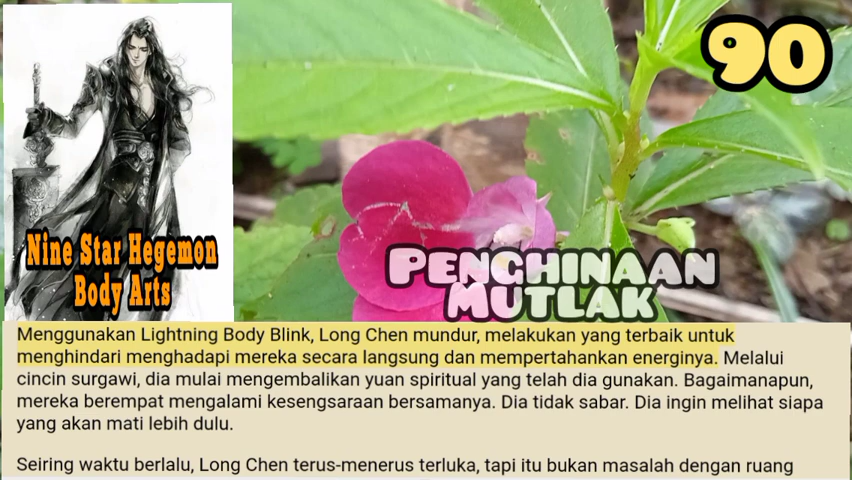 90
Nine Star Hegemon
Body Arts
PENGHINAAN
MUTLAK
Menggunakan Lightning Body Blink, Long Chen mundur, melakukan yang terbaik untuk
menghindari menghadapi mereka secara langsung dan mempertahankan energinya. Melalui
cincin surgawi, dia mulai mengembalikan yuan spiritual yang telah dia gunakan. Bagaimanapun,
mereka berempat mengalami kesengsaraan bersamanya. Dia tidak sabar. Dia ingin melihat siapa
yang akan mati lebih dulu.
Seiring waktu berlalu, Long Chen terus-menerus terluka, tapi itu bukan masalah dengan ruang